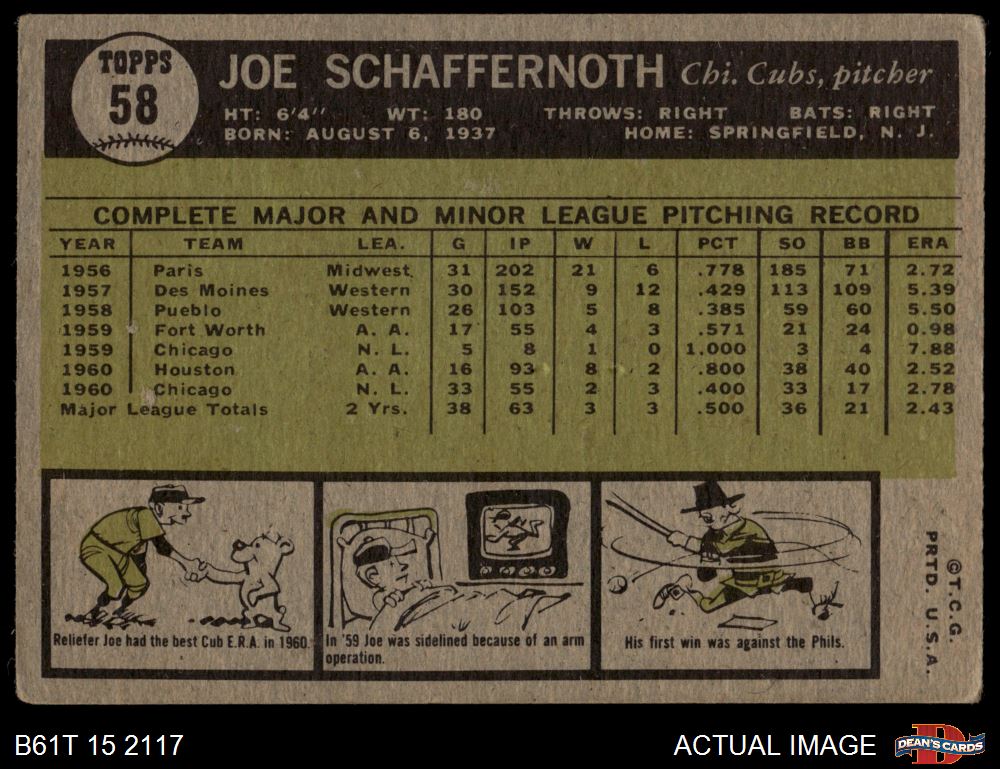 TOPPS
58
JOE SCHAFFERNOTH Chi. Cubs, pitcher
HT: 6'4" WT: 180 THROWS: RIGHT BATS: RIGHT
BORN: AUGUST 6, 1937 HOME: SPRINGFIELD, N. J.
COMPLETE MAJOR AND MINOR LEAGUE PITCHING RECORD
YEAR TEAM LEA. G IP W L PCT SO BB ERA
1956 Paris Midwest 31 202 21 6 .778 185 71 2.72
1957 Des Moines Western 30 152 9 12 .429 113 109 5.39
1958 Pueblo Western 26 103 5 8 .385 59 60 5.50
1959 Fort Worth A. A. 17 55 4 3 .571 21 24 0.98
1959 Chicago N. L. 5 8 1 0 1.000 3 4 7.88
1960 Houston A. A. 16 93 8 2 .800 38 40 2.52
1960 Chicago N. L. 33 55 2 3 .400 33 17 2.78
Major League Totals 2 Yrs. 38 63 3 3 .500 36 21 2.43
Reliefer Joe had the best Cub E.R.A. in 1960.
In '59 Joe was sidelined because of an arm
operation.
His first win was against the Phils.
©T.C.G.
PRTD. U.S.A.
B61T 15 2117
ACTUAL IMAGE
D
DEAN'S CARDS